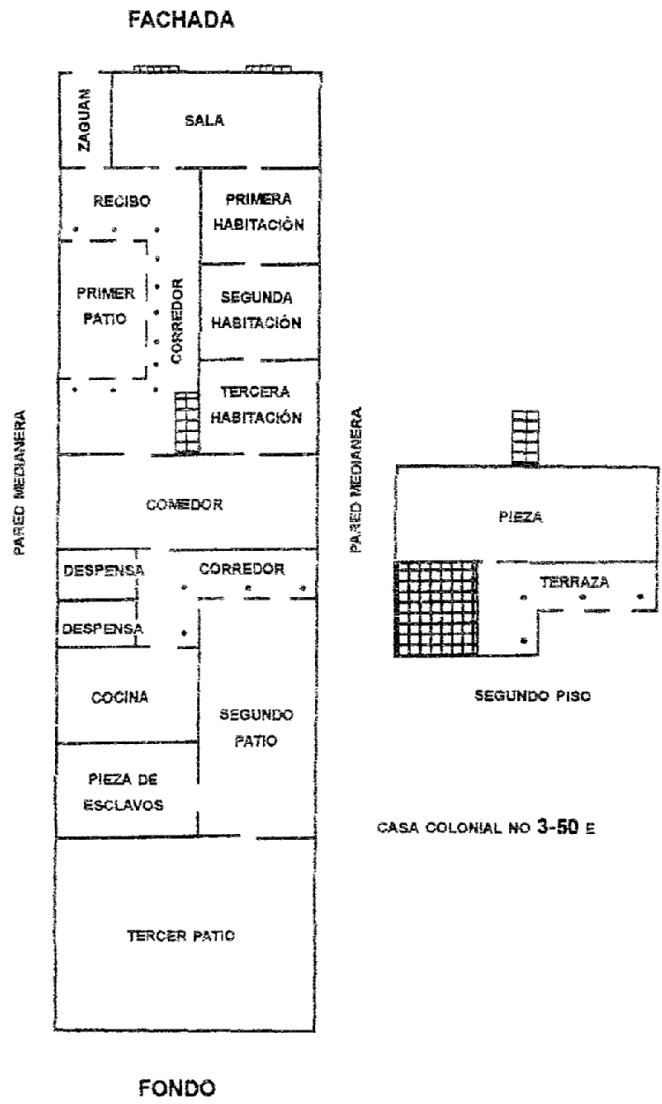 FACHADA
ZAGUAN
SALA
RECIBO
PRIMERA
HABITACIÓN
PRIMER
PATIO
CORREDOR
SEGUNDA
HABITACIÓN
TERCERA
HABITACIÓN
PARED MEDIANERA
PARED MEDIANERA
COMEDOR
DESPENSA
CORREDOR
DESPENSA
COCINA
SEGUNDO
PATIO
PIEZA DE
ESCLAVOS
TERCER PATIO
FONDO
PIEZA
TERRAZA
SEGUNDO PISO
CASA COLONIAL NO 3-50 E